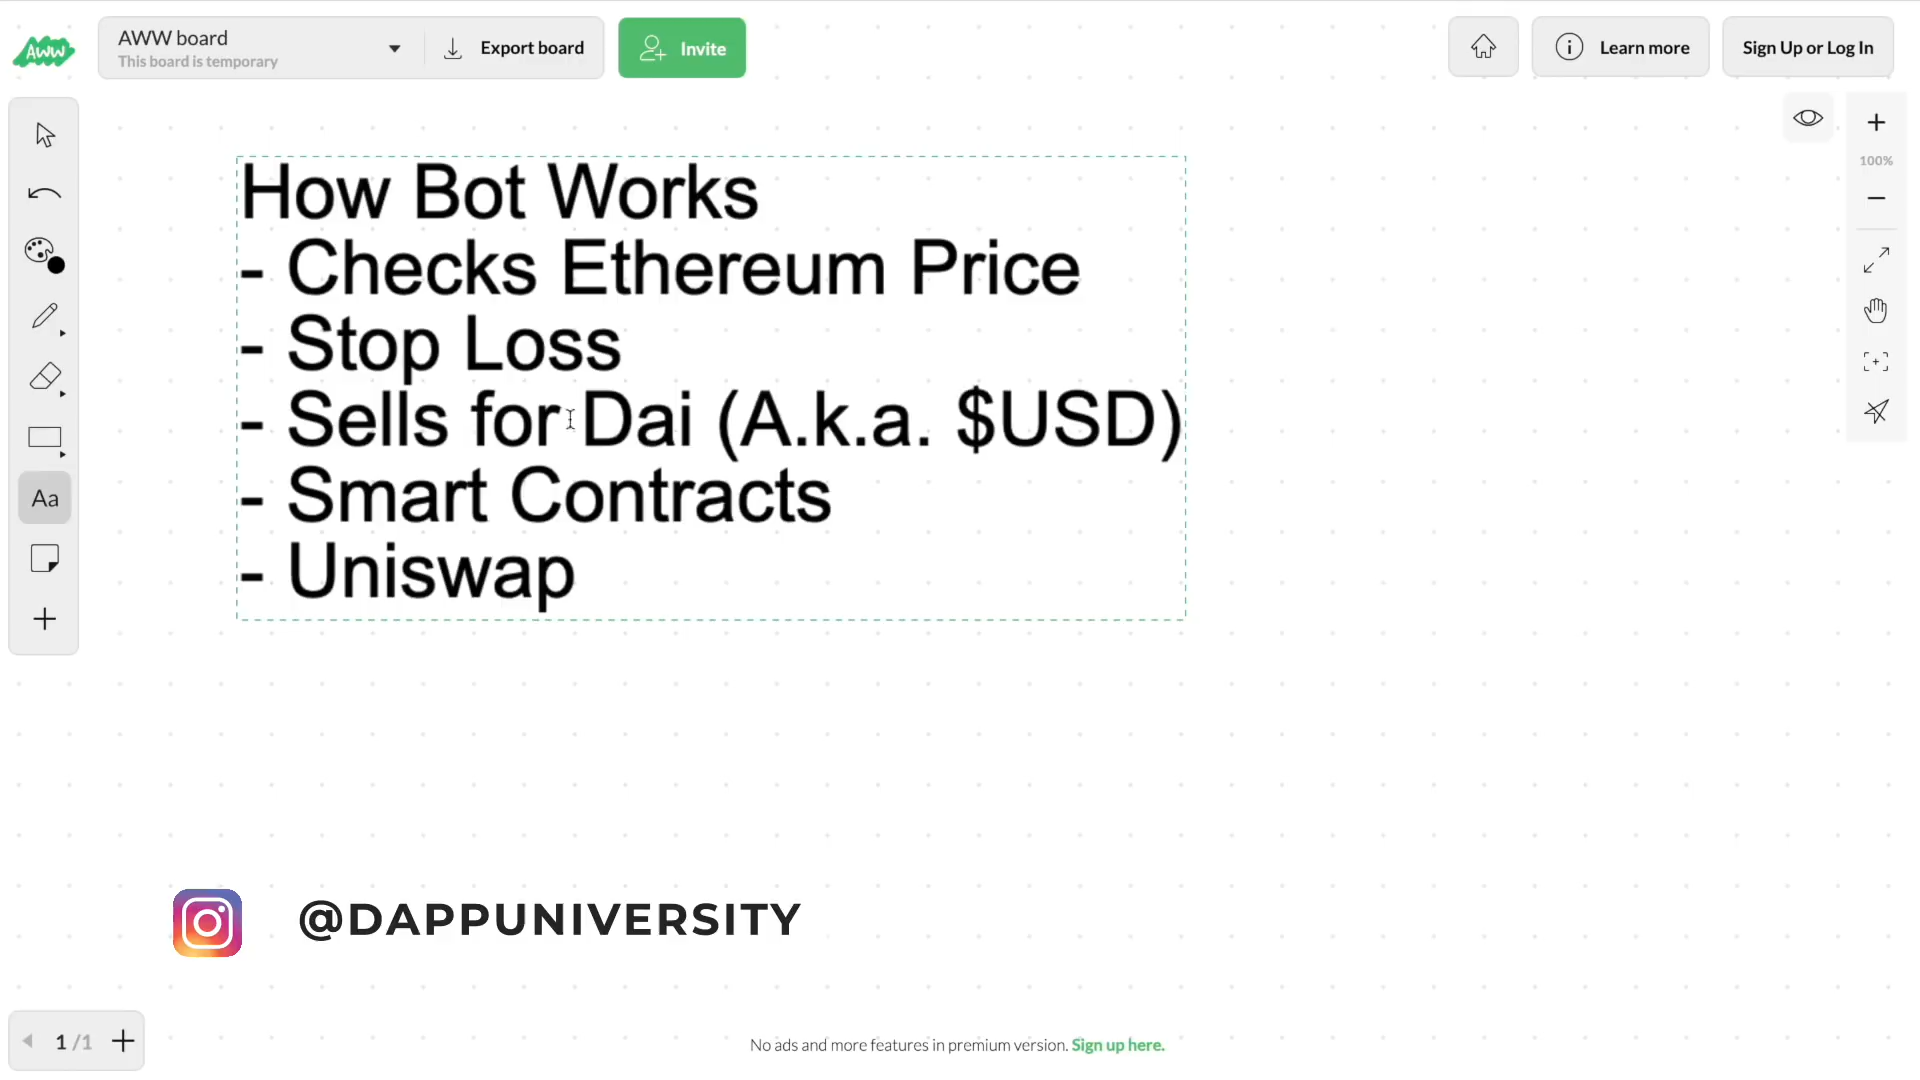 AWW
AWW board
This board is temporary
Export board
Invite
Learn more
Sign Up or Log In
100%
How Bot Works
- Checks Ethereum Price
- Stop Loss
- Sells for Dai (A.k.a. $USD)
- Smart Contracts
- Uniswap
Aa
@DAPPUNIVERSITY
1 /1
No ads and more features in premium version. Sign up here.